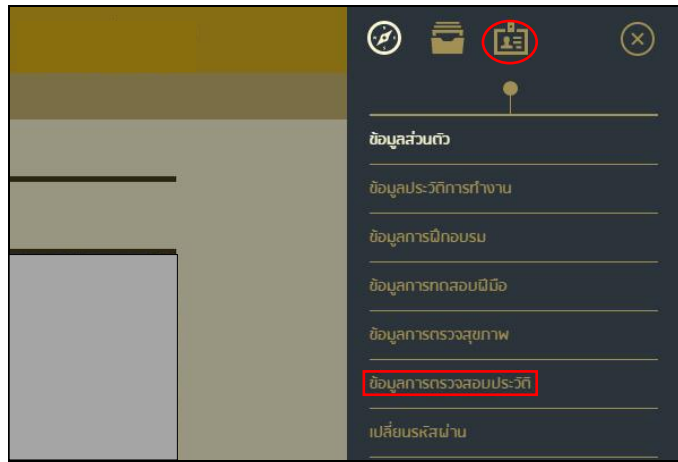 ข้อมูลส่วนตัว
ข้อมูลประวัติการทำงาน
ข้อมูลการฝึกอบรม
ข้อมูลการทดสอบฝีมือ
ข้อมูลการตรวจสุขภาพ
ข้อมูลการตรวจสอบประวัติ
เปลี่ยนรหัสผ่าน